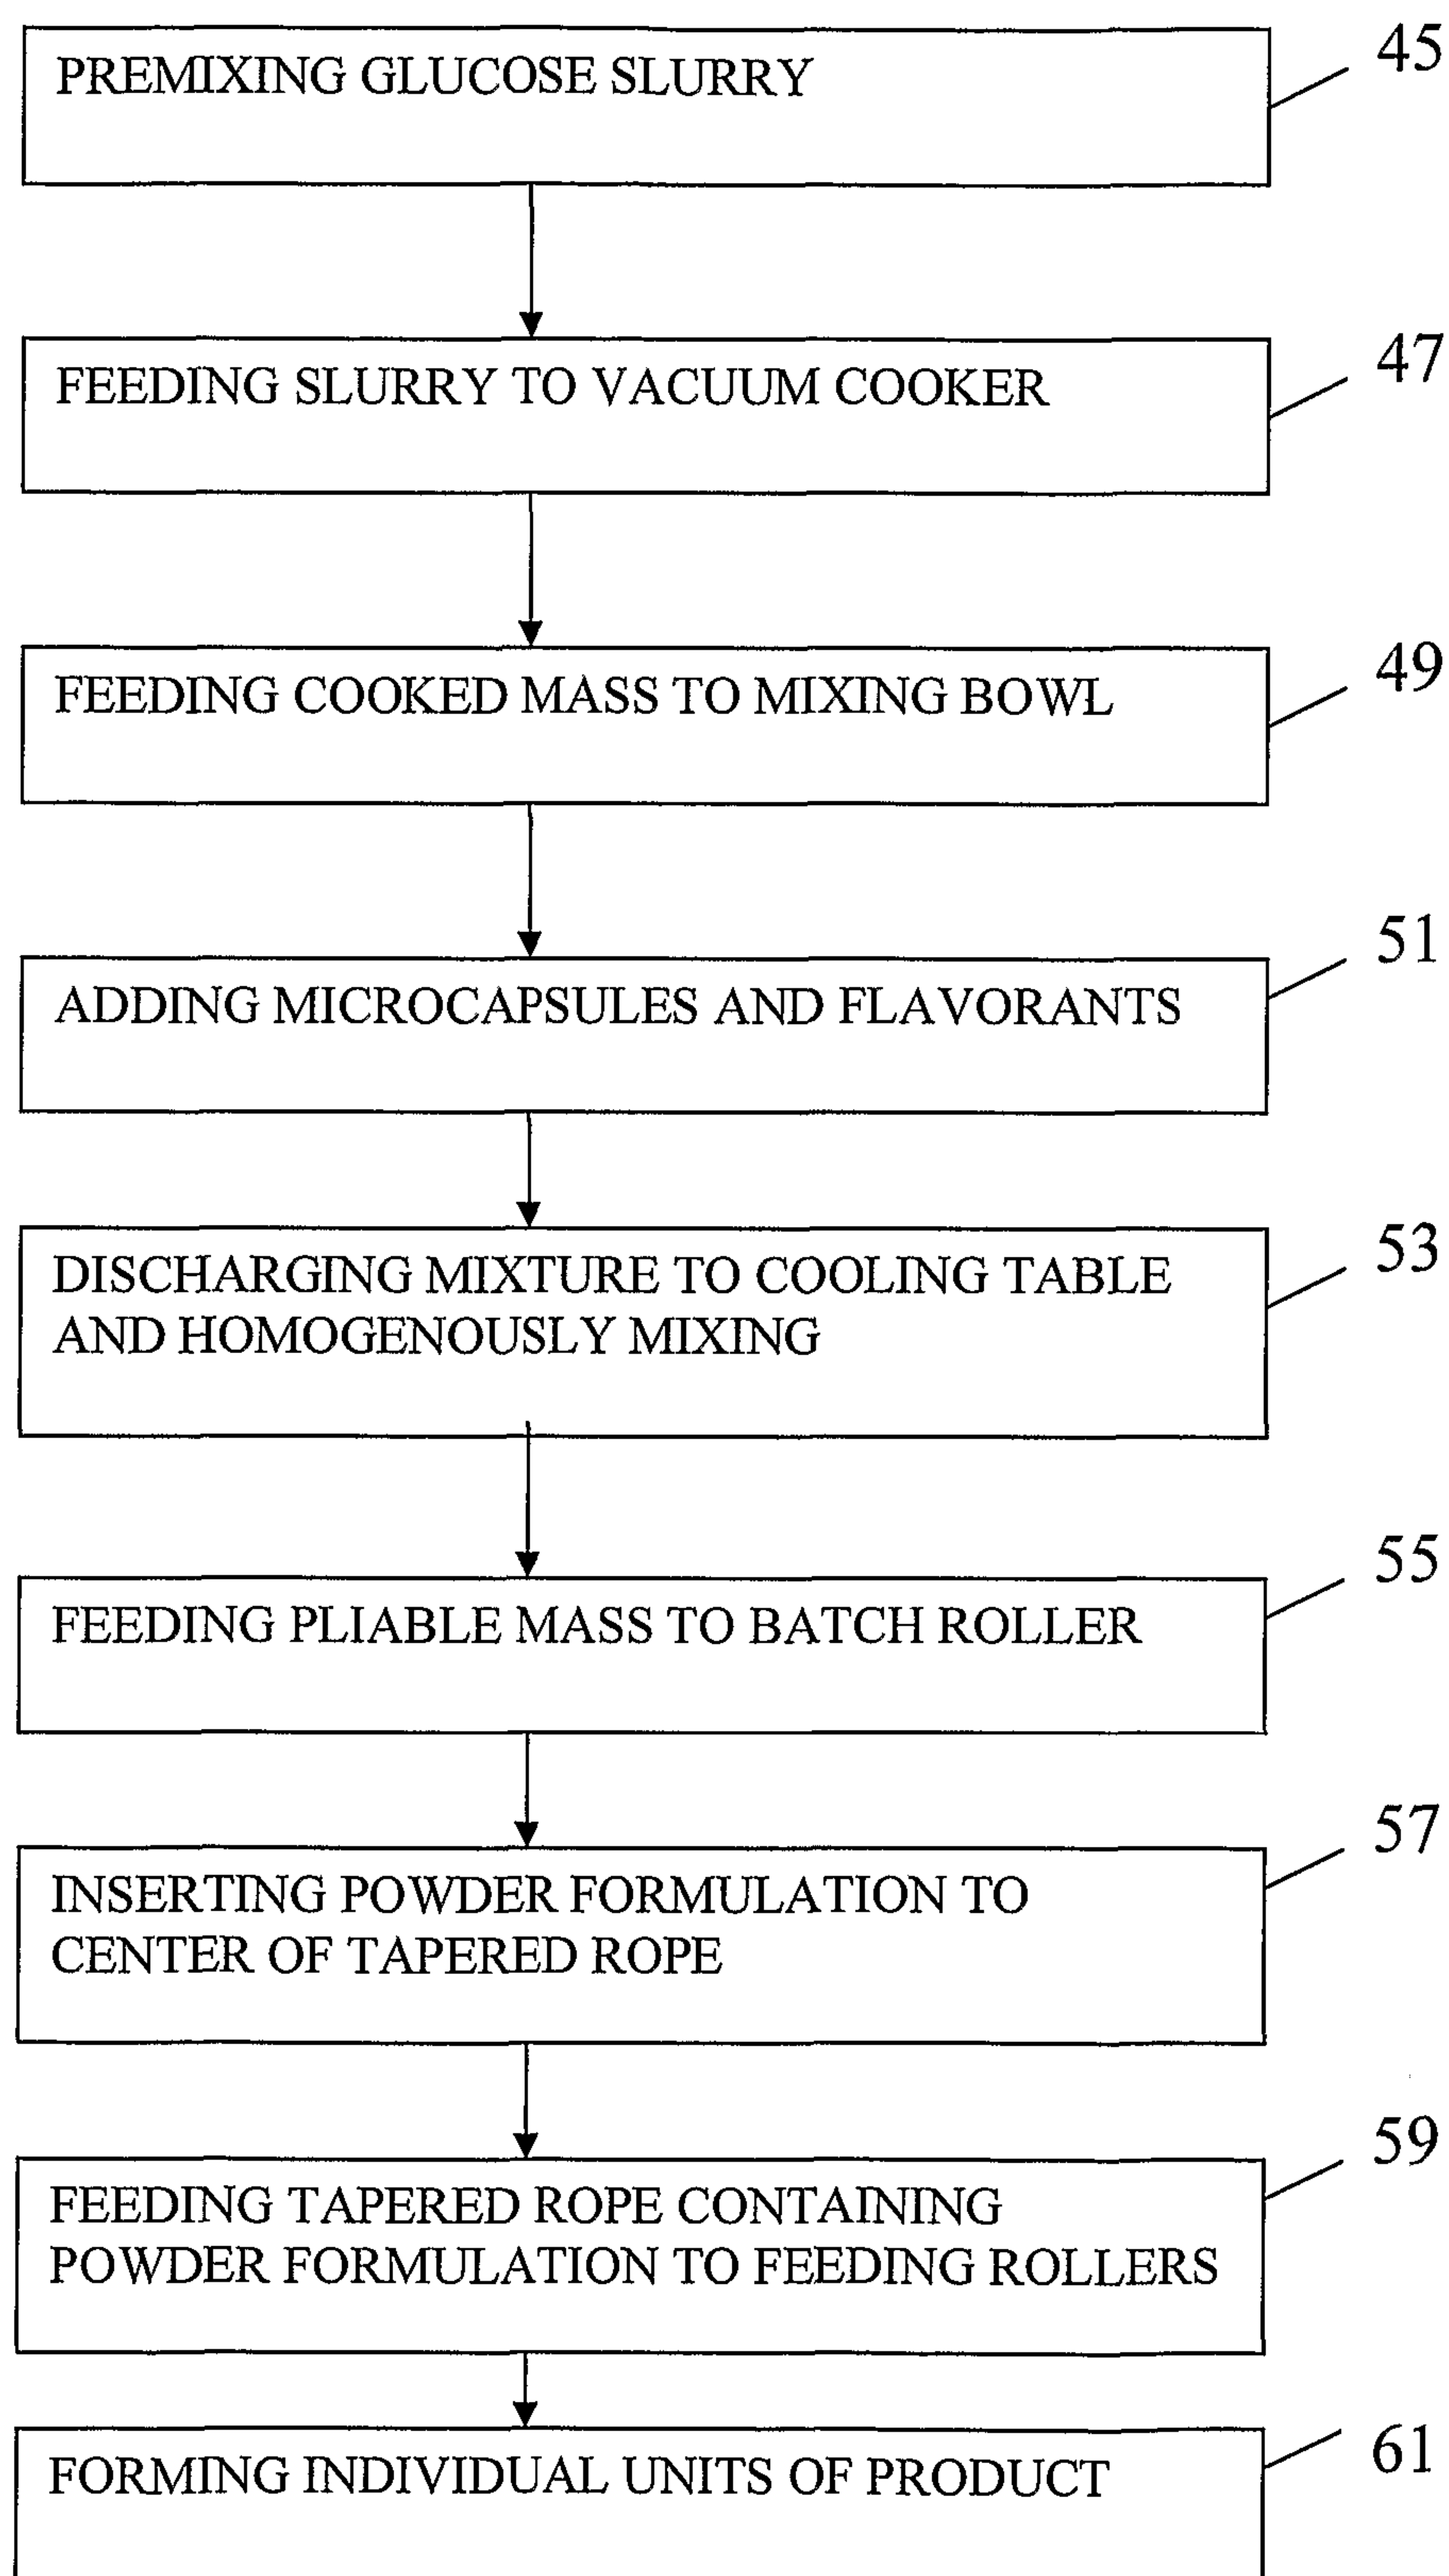 PREMIXING GLUCOSE SLURRY
45
FEEDING SLURRY TO VACUUM COOKER
47
FEEDING COOKED MASS TO MIXING BOWL
49
ADDING MICROCAPSULES AND FLAVORANTS
51
DISCHARGING MIXTURE TO COOLING TABLE
AND HOMOGENOUSLY MIXING
53
FEEDING PLIABLE MASS TO BATCH ROLLER
55
INSERTING POWDER FORMULATION TO
CENTER OF TAPERED ROPE
57
FEEDING TAPERED ROPE CONTAINING
POWDER FORMULATION TO FEEDING ROLLERS
59
FORMING INDIVIDUAL UNITS OF PRODUCT
61